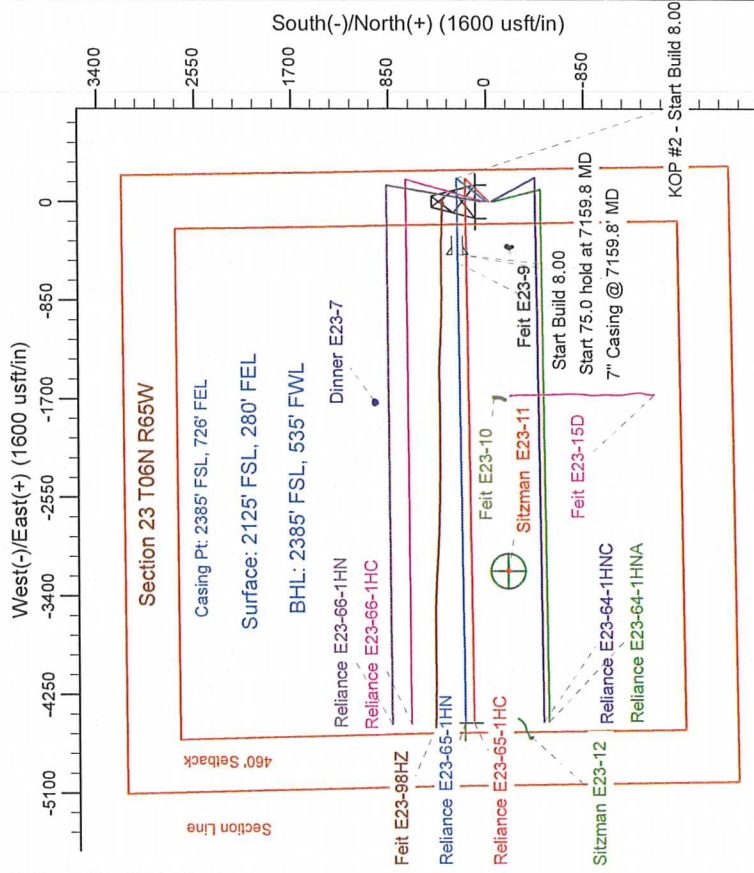 West(-)/East(+) (1600 usft/in)
-5100
-4250
-3400
-2550
-1700
-850
0
South(-)/North(+) (1600 usft/in)
3400
2550
1700
850
0
-850
Section Line
460' Setback
Section 23 T06N R65W
Casing Pt: 2385' FSL, 726' FEL
Surface: 2125' FSL, 280' FEL
BHL: 2385' FSL, 535' FWL
Dinner E23-7
Reliance E23-66-1HN
Reliance E23-66-1HC
Feit E23-98HZ
Reliance E23-65-1HN
Reliance E23-65-1HC
Sitzman E23-12
Feit E23-10
Sitzman E23-11
Feit E23-9
Start Build 8.00
Start 75.0 hold at 7159.8 MD
7" Casing @ 7159.8' MD
KOP #2 - Start Build 8.00
Feit E23-15D
Reliance E23-64-1HNC
Reliance E23-64-1HNA